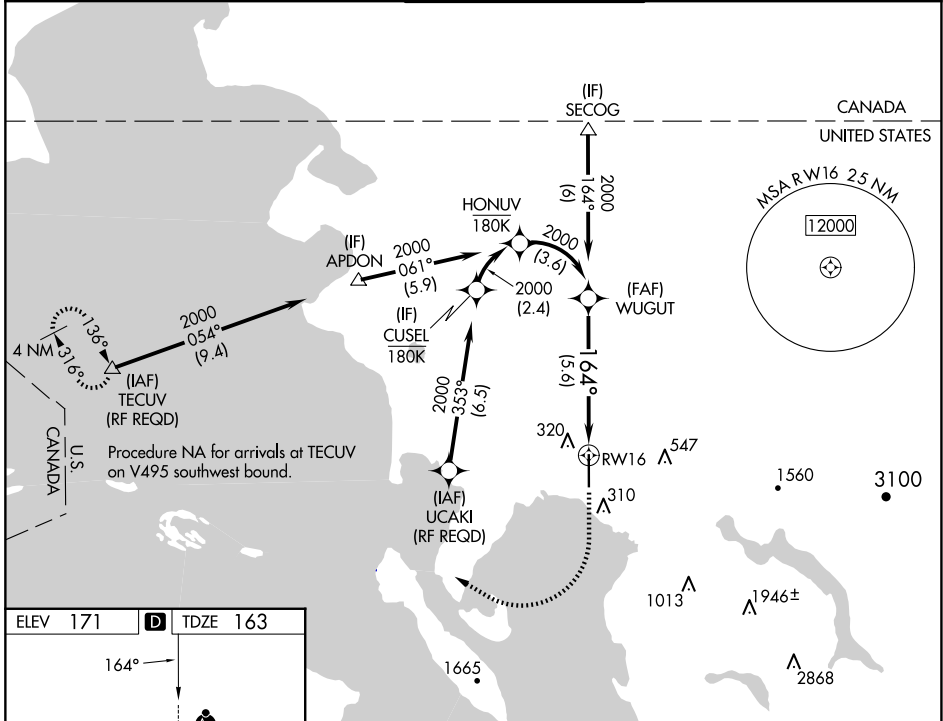 (IF)
SECOG
CANADA
UNITED STATES
MSA RW16 25 NM
12000
2000
164°
(6)
HONUV
180K
2000
(3.6)
(IF)
APDON
2000
061°
(5.9)
2000
(2.4)
(FAF)
WUGUT
(IF)
CUSEL
180K
2000
054°
(9.4)
136°
4 NM
316°
(IAF)
TECUV
(RF REQD)
164°
(5.6)
2000
353°
(6.5)
U.S.
CANADA
Procedure NA for arrivals at TECUV
on V495 southwest bound.
320
RW16
547
1560
3100
(IAF)
UCAKI
(RF REQD)
310
1013
1946±
ELEV 171
D
TDZE 163
164°
1665
2868